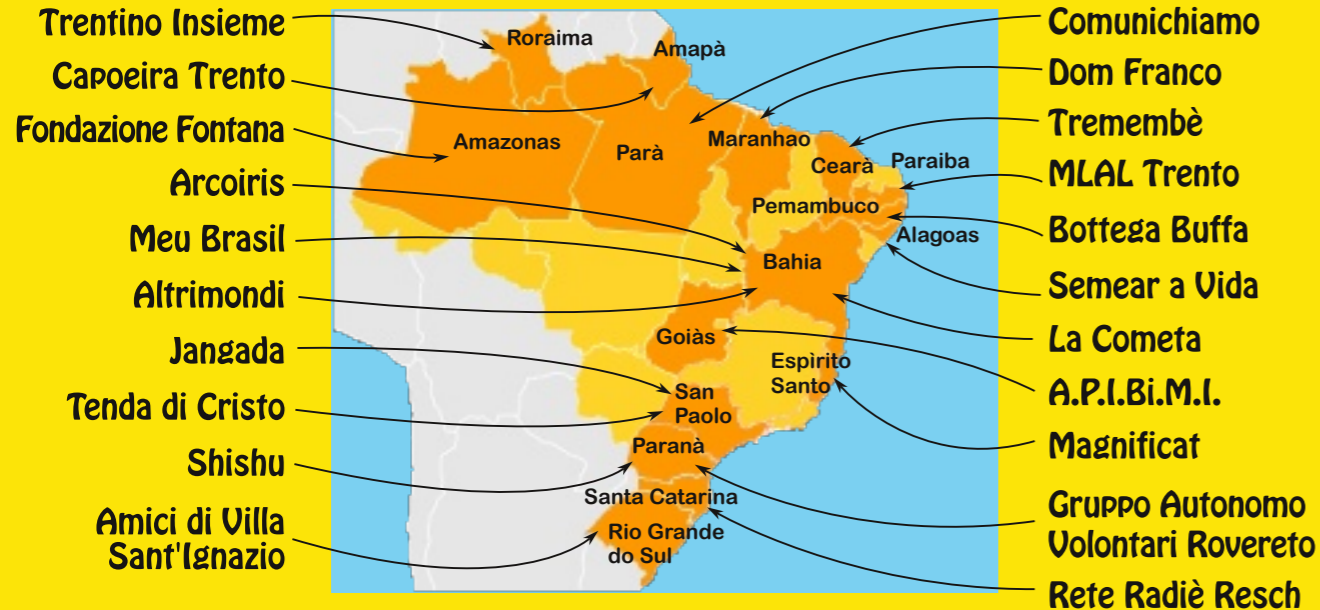 Trentino Insieme
Capoeira Trento
Fondazione Fontana
Arcoiris
Meu Brasil
Altrimondi
Jangada
Tenda di Cristo
Shishu
Amici di Villa
Sant'Ignazio
Roraima
Amapà
Amazonas
Parà
Maranhao
Cearà
Paraiba
Pemambuco
Alagoas
Bahia
Goiàs
Espìrito
Santo
San
Paolo
Paranà
Santa Catarina
Rio Grande
do Sul
Comunichiamo
Dom Franco
Tremembè
MLAL Trento
Bottega Buffa
Semear a Vida
La Cometa
A.P.I.Bi.M.I.
Magnificat
Gruppo Autonomo
Volontari Rovereto
Rete Radiè Resch